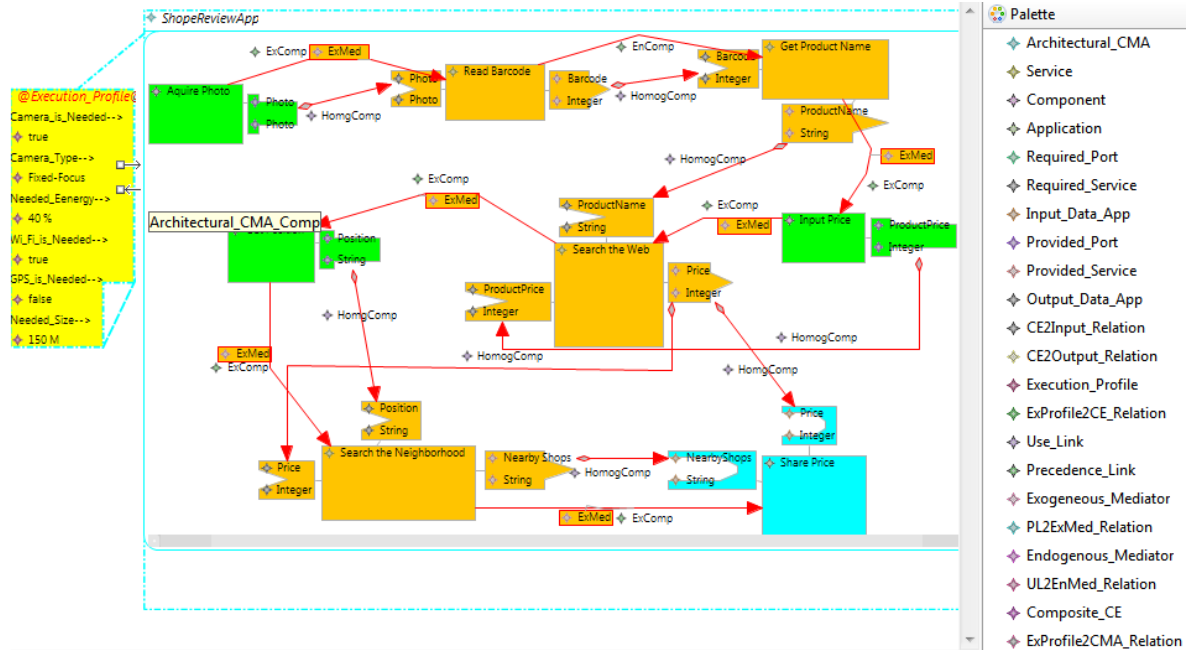 ShopeReviewApp
Palette
Architectural_CMA
Service
Component
Application
Required_Port
Required_Service
Input_Data_App
Provided_Port
Provided_Service
Output_Data_App
CE2Input_Relation
CE2Output_Relation
Execution_Profile
ExProfile2CE_Relation
Use_Link
Precedence_Link
Exogeneous_Mediator
PL2ExMed_Relation
Endogenous_Mediator
UL2EnMed_Relation
Composite_CE
ExProfile2CMA_Relation
@Execution_Profile@
Camera_is_Needed-->
true
Camera_Type-->
Fixed-Focus
Needed_Eenergy-->
40 %
Wi_Fi_is_Needed-->
true
GPS_is_Needed-->
false
Needed_Size-->
150 M
ExComp
ExMed
Aquire Photo
Photo
Photo
HomgComp
Photo
Photo
Read Barcode
Barcode
Integer
EnComp
HomogComp
Barcode
Integer
Get Product Name
ProductName
String
HomogComp
ExMed
ExComp
ExComp
ExMed
Architectural_CMA_Comp
Position
String
ProductName
String
Search the Web
ExComp
ExMed
Input Price
ProductPrice
Integer
ProductPrice
Integer
Price
Integer
HomgComp
HomogComp
HomogComp
HomgComp
ExMed
ExComp
Position
String
Price
Integer
Search the Neighborhood
Nearby Shops
String
HomogComp
NearbyShops
String
Price
Integer
Share Price
ExMed
ExComp